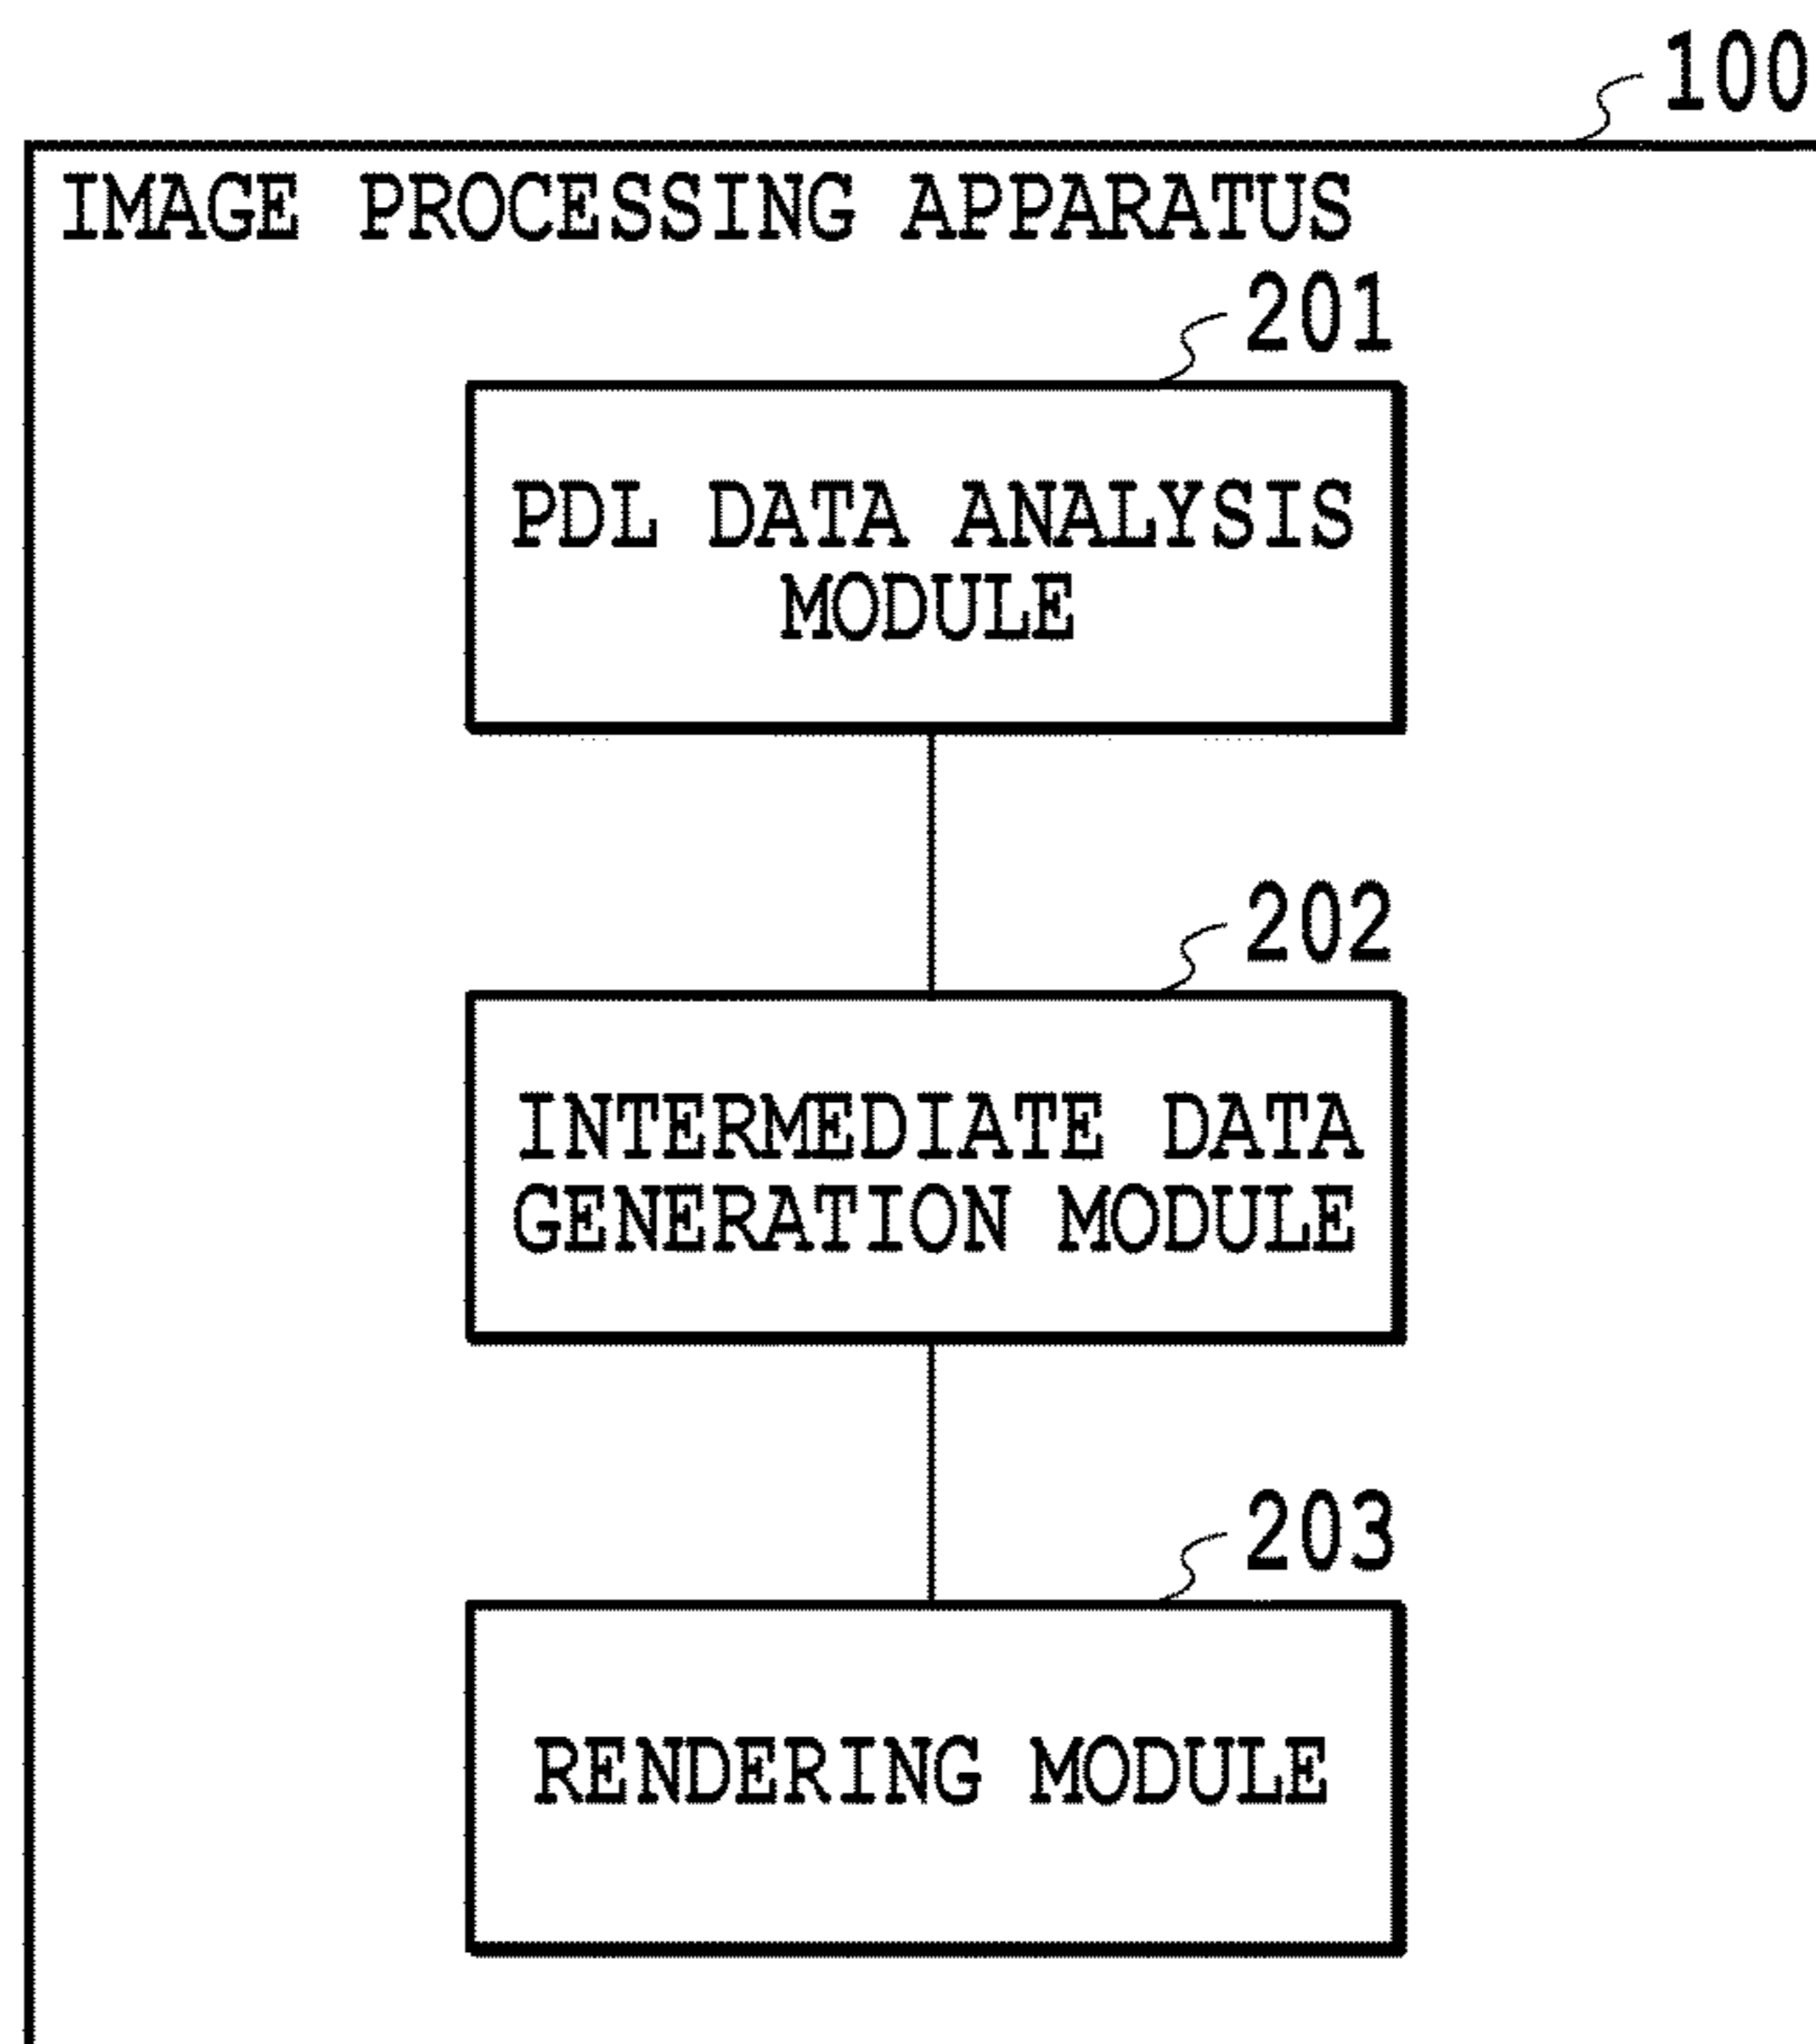 100
IMAGE PROCESSING APPARATUS
201
PDL DATA ANALYSIS
MODULE
202
INTERMEDIATE DATA
GENERATION MODULE
203
RENDERING MODULE